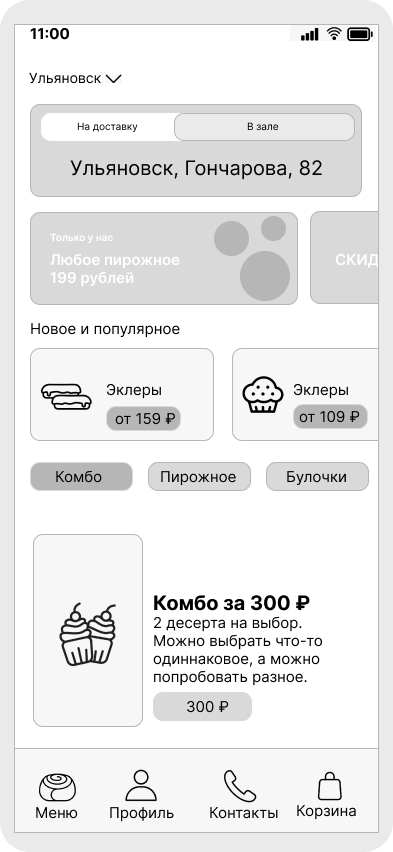 11:00
Ульяновск
На доставку
В зале
Ульяновск, Гончарова, 82
Только у нас
Любое пирожное
199 рублей
СКИД
Новое и популярное
Эклеры
от 159 ₽
Эклеры
от 109 ₽
Комбо
Пирожное
Булочки
Комбо за 300 ₽
2 десерта на выбор.
Можно выбрать что-то
одиннаковое, а можно
попробовать разное.
300 ₽
Меню
Профиль
Контакты
Корзина